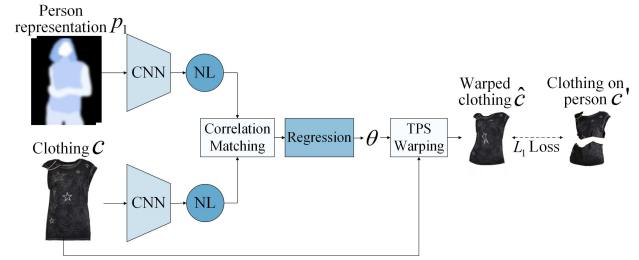 Person
representation p₁
CNN
NL
Clothing c
CNN
NL
Correlation
Matching
Regression
θ
TPS
Warping
Warped
clothing ĉ
L₁ Loss
Clothing on
person c'